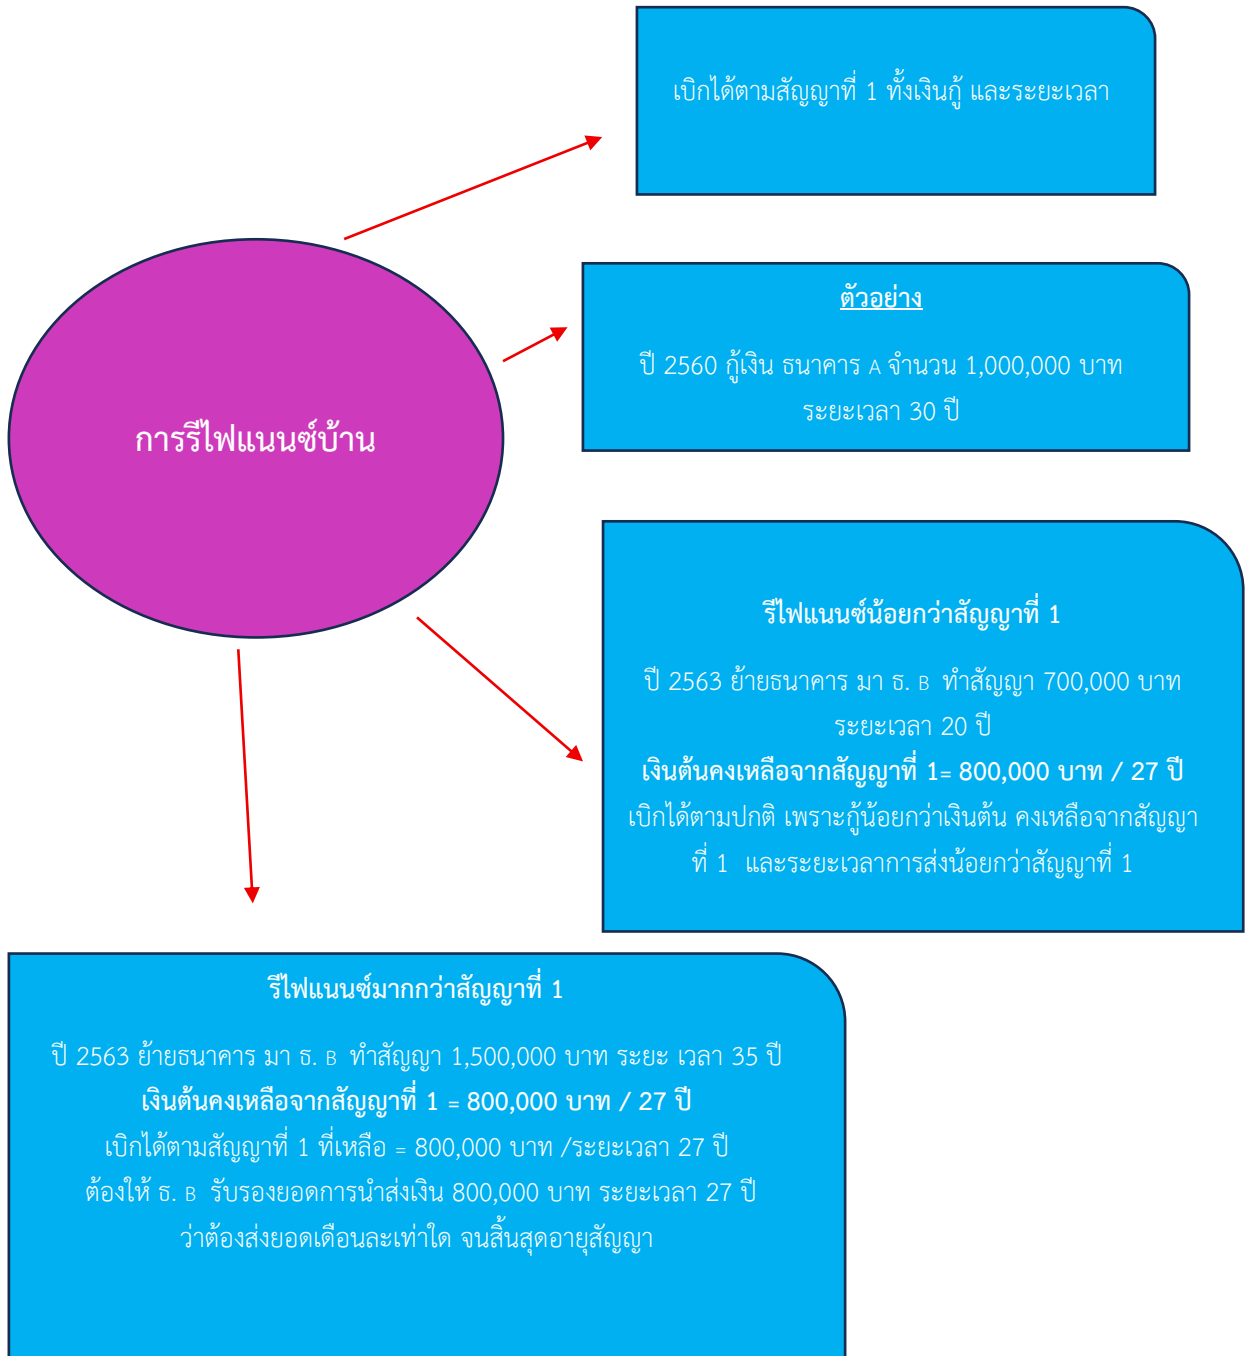 เบิกได้ตามสัญญาที่ 1 ทั้งเงินกู้ และระยะเวลา
ตัวอย่าง
ปี 2560 กู้เงิน ธนาคาร A จำนวน 1,000,000 บาท
ระยะเวลา 30 ปี
การรีไฟแนนซ์บ้าน
รีไฟแนนซ์น้อยกว่าสัญญาที่ 1
ปี 2563 ย้ายธนาคาร มา ธ. B ทำสัญญา 700,000 บาท
ระยะเวลา 20 ปี
เงินต้นคงเหลือจากสัญญาที่ 1= 800,000 บาท / 27 ปี
เบิกได้ตามปกติ เพราะกู้น้อยกว่าเงินต้น คงเหลือจากสัญญา
ที่ 1 และระยะเวลาการส่งน้อยกว่าสัญญาที่ 1
รีไฟแนนซ์มากกว่าสัญญาที่ 1
ปี 2563 ย้ายธนาคาร มา ธ. B ทำสัญญา 1,500,000 บาท ระยะ เวลา 35 ปี
เงินต้นคงเหลือจากสัญญาที่ 1 = 800,000 บาท / 27 ปี
เบิกได้ตามสัญญาที่ 1 ที่เหลือ = 800,000 บาท /ระยะเวลา 27 ปี
ต้องให้ ธ. B รับรองยอดการนำส่งเงิน 800,000 บาท ระยะเวลา 27 ปี
ว่าต้องส่งยอดเดือนละเท่าใด จนสิ้นสุดอายุสัญญา